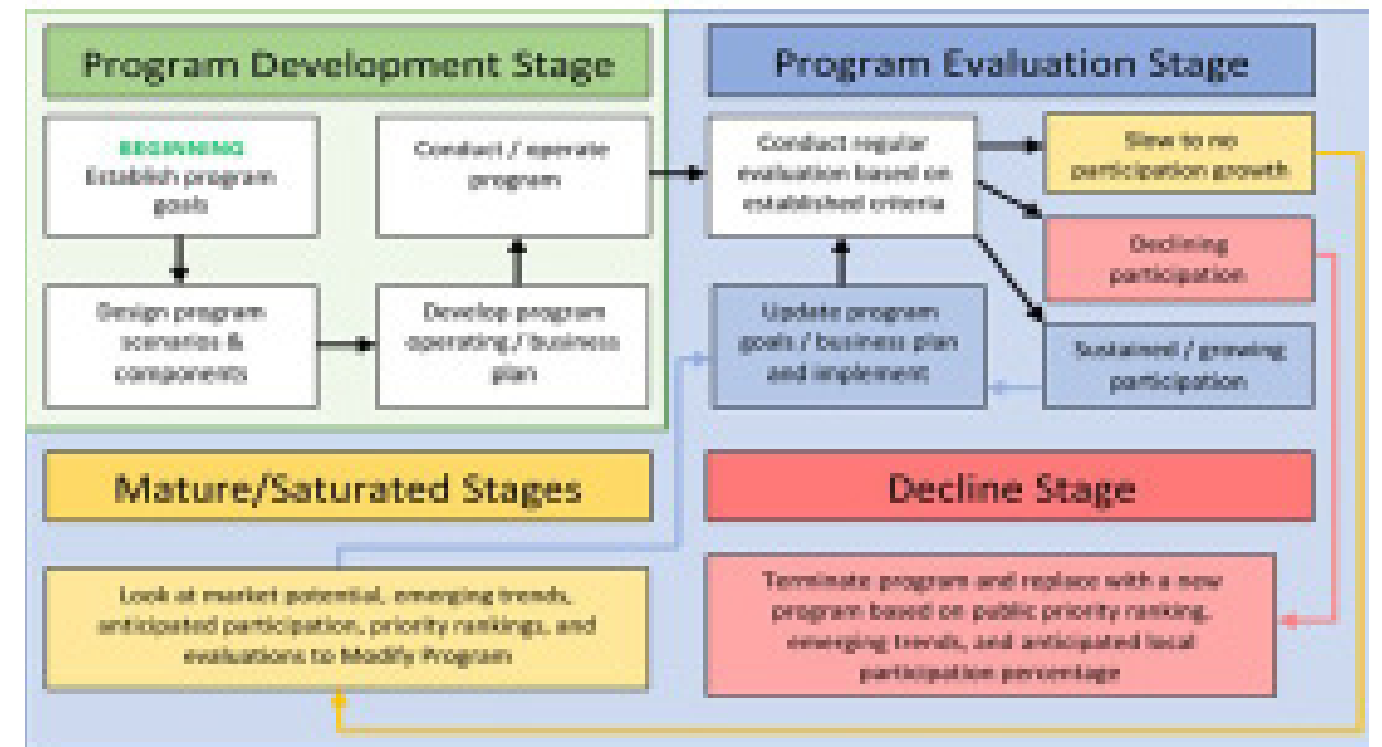 Program Development Stage
BEGINNING
Establish program
goals
Design program
scenarios &
components
Develop program
operating / business
plan
Conduct / operate
program
Program Evaluation Stage
Conduct regular
evaluation based on
established criteria
Slow to no
participation growth
Declining
participation
Sustained / growing
participation
Update program
goals / business plan
and implement
Mature/Saturated Stages
Look at market potential, emerging trends,
anticipated participation, priority rankings, and
evaluations to Modify Program
Decline Stage
Terminate program and replace with a new
program based on public priority ranking,
emerging trends, and anticipated local
participation percentage